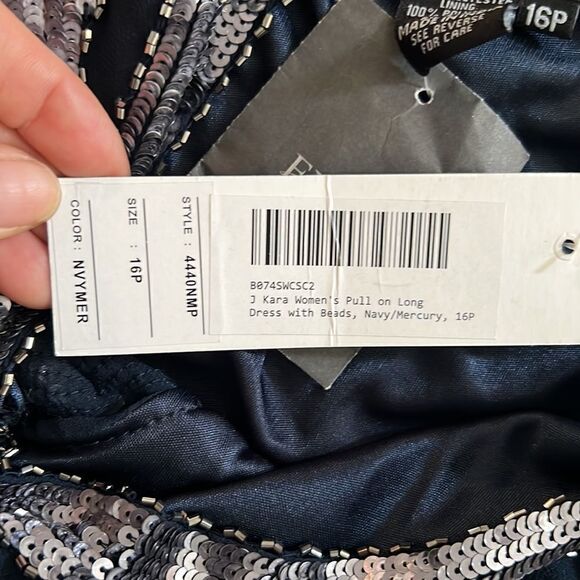 LINING
100%
MADE
SEE REVERSE
FOR CARE
16P
STYLE : 4440NMP
SIZE : 16P
COLOR : NVYMER
B074SWCSC2
J Kara Women's Pull on Long
Dress with Beads, Navy/Mercury, 16P